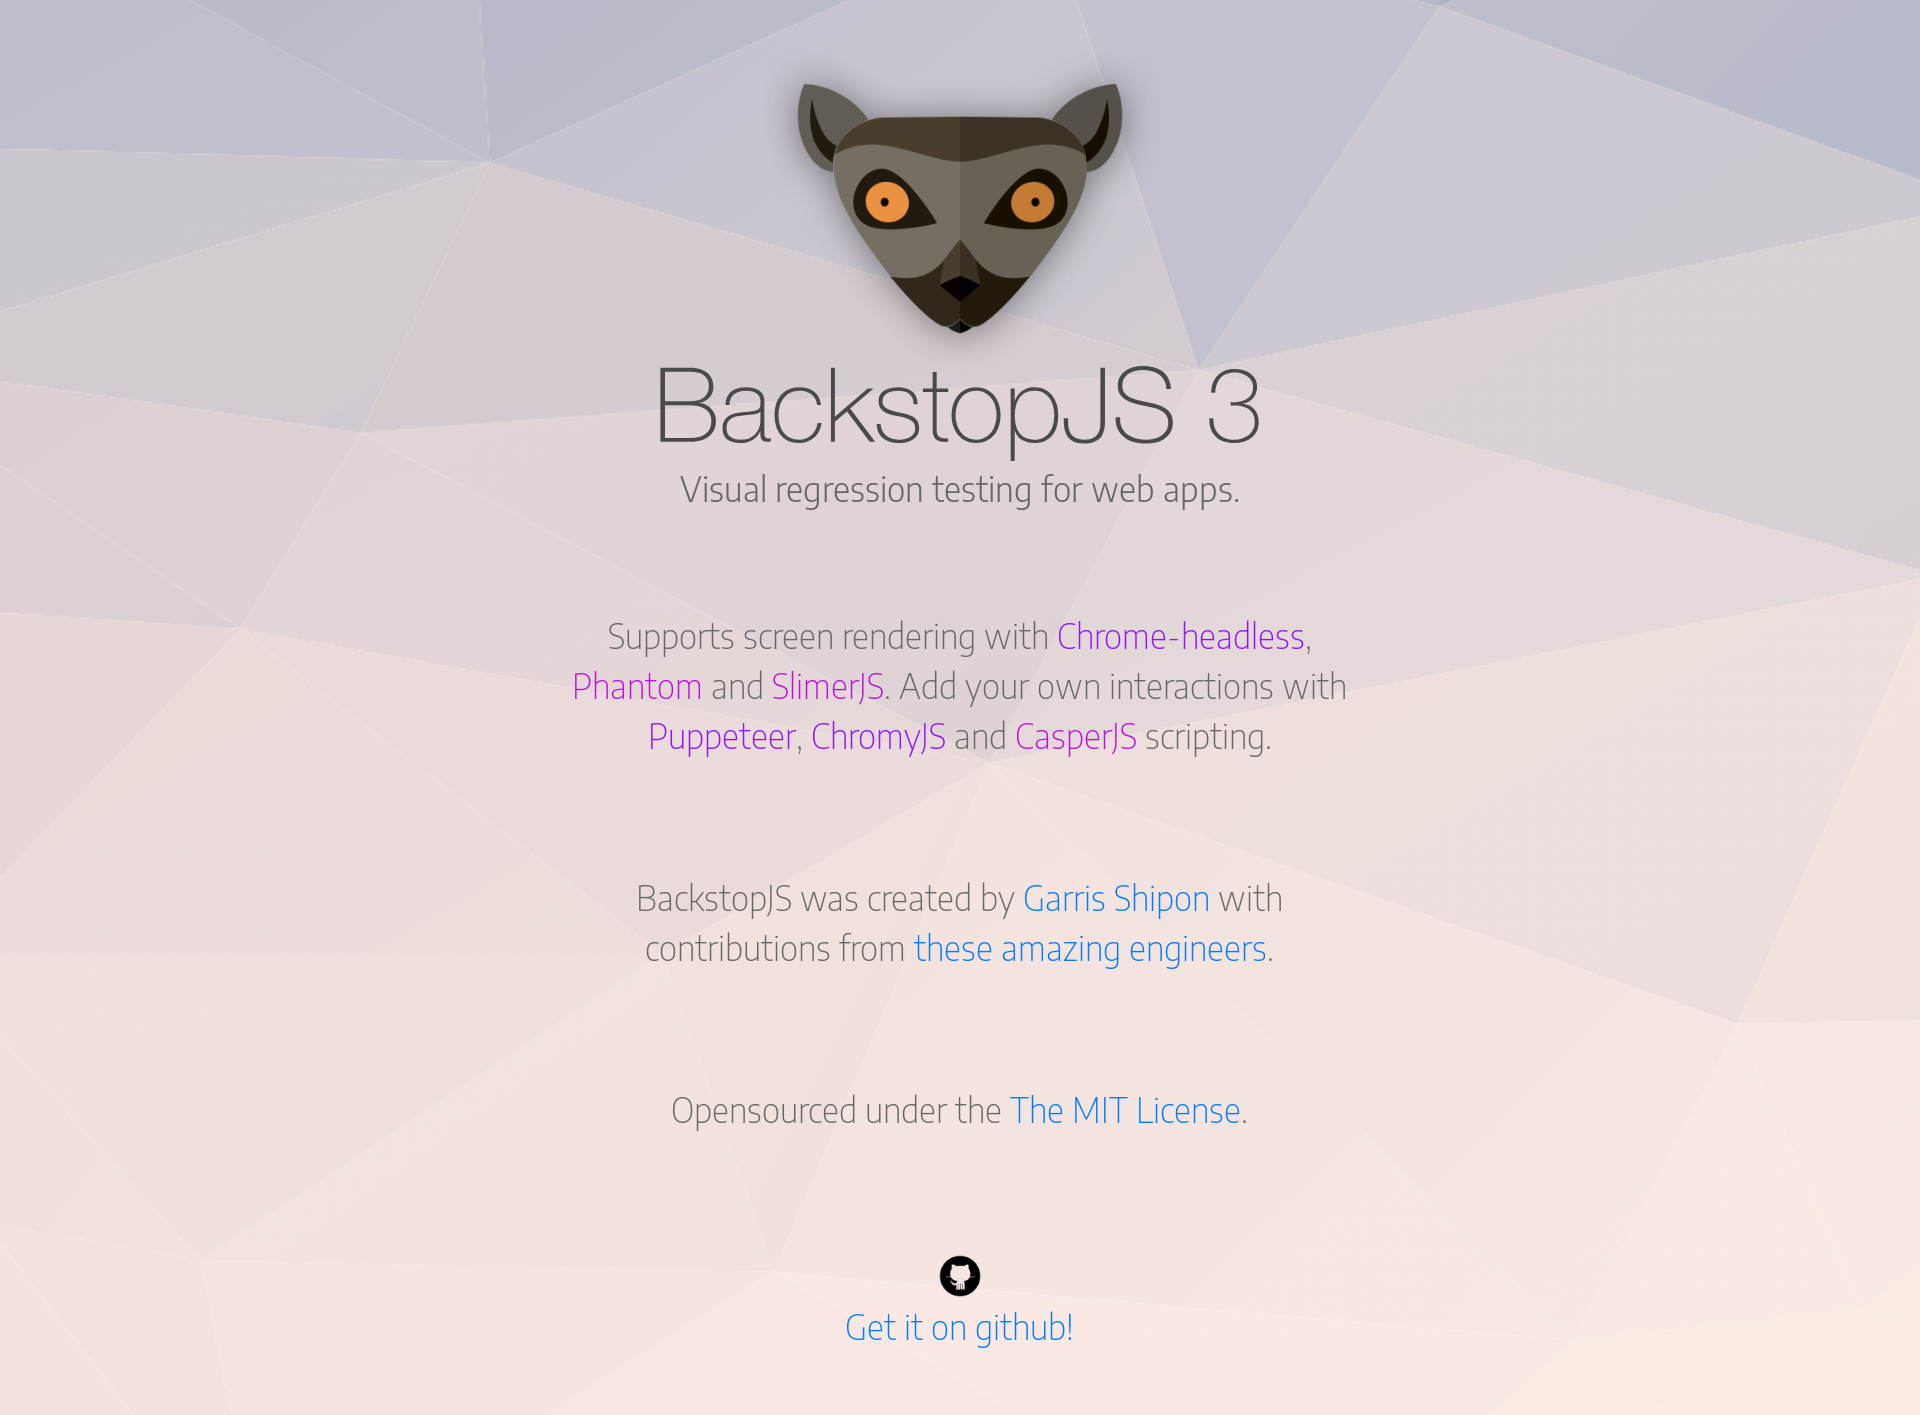 BackstopJS 3
Visual regression testing for web apps.
Supports screen rendering with Chrome-headless,
Phantom and SlimerJS. Add your own interactions with
Puppeteer, ChromyJS and CasperJS scripting.
BackstopJS was created by Garris Shipon with
contributions from these amazing engineers.
Opensourced under the The MIT License.
Get it on github!